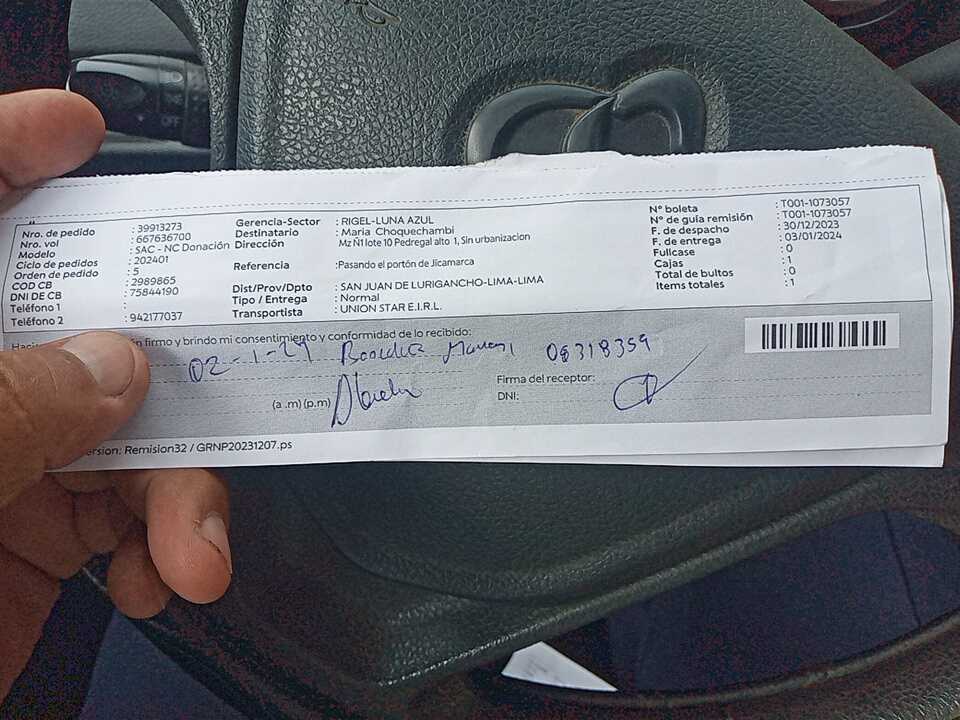 Nro. de pedido : 39913273
Nro. vol : 667636700
Modelo : SAC - NC Donación
Ciclo de pedidos : 202401
Orden de pedido : 5
COD CB : 2989865
DNI DE CB : 75844190
Teléfono 1 :
Teléfono 2 : 942177037
Gerencia-Sector : RIGEL-LUNA AZUL
Destinatario : Maria Choquechambi
Dirección Mz Ñ1 lote 10 Pedregal alto 1, Sin urbanizacion
Referencia :Pasando el portón de Jicamarca
Dist/Prov/Dpto : SAN JUAN DE LURIGANCHO-LIMA-LIMA
Tipo / Entrega : Normal
Transportista : UNION STAR E.I.R.L.
N° boleta : T001-1073057
N° de guia remisión : T001-1073057
F. de despacho : 30/12/2023
F. de entrega : 03/01/2024
Fullcase : 0
Cajas : 1
Total de bultos : 0
Items totales : 1
firmo y brindo mi consentimiento y conformidad de lo recibido:
08318359
Firma del receptor:
(a .m) (p.m)
DNI:
ersion: Remision32 / GRNP20231207.ps
OFF